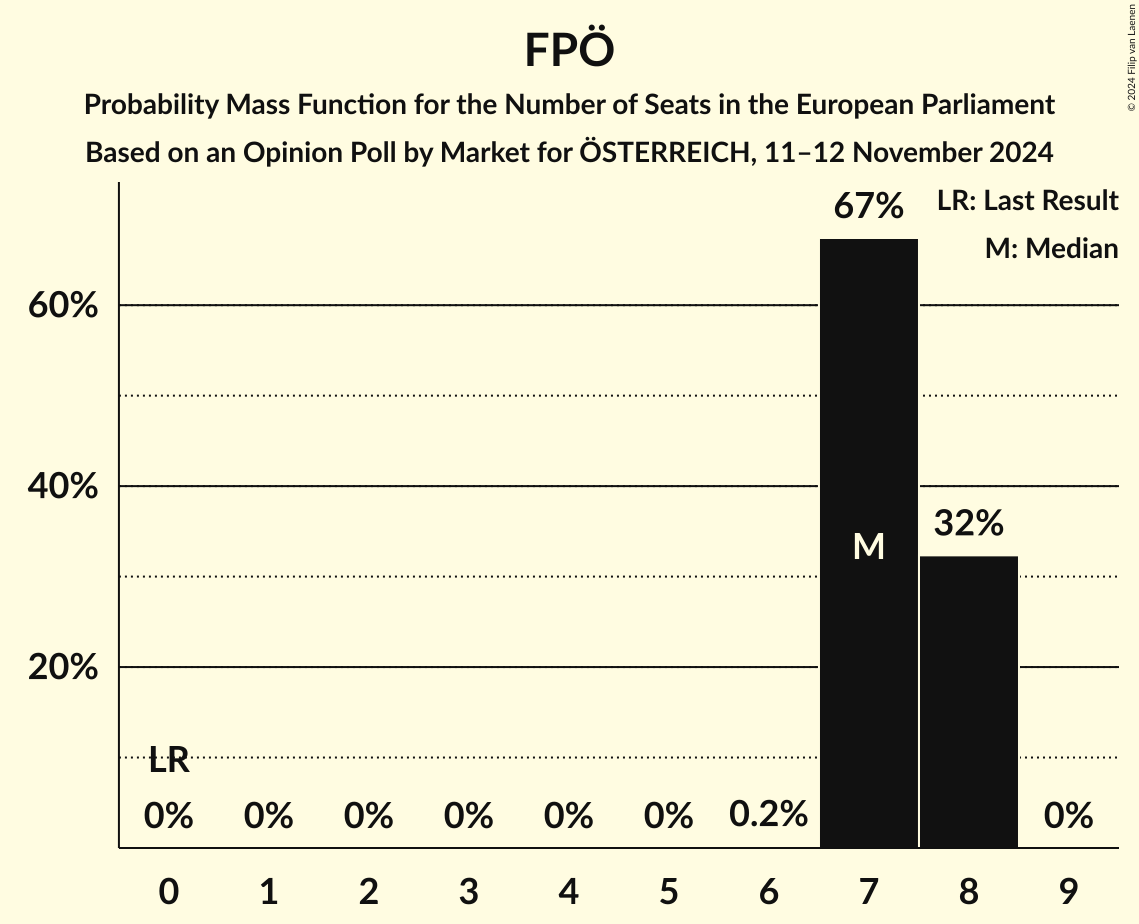 FPÖ
Probability Mass Function for the Number of Seats in the European Parliament
Based on an Opinion Poll by Market for ÖSTERREICH, 11–12 November 2024
© 2024 Filip van Laenen
LR: Last Result
M: Median
60%
40%
20%
LR
M
0% 0% 0% 0% 0% 0% 0.2% 67% 32% 0%
0 1 2 3 4 5 6 7 8 9